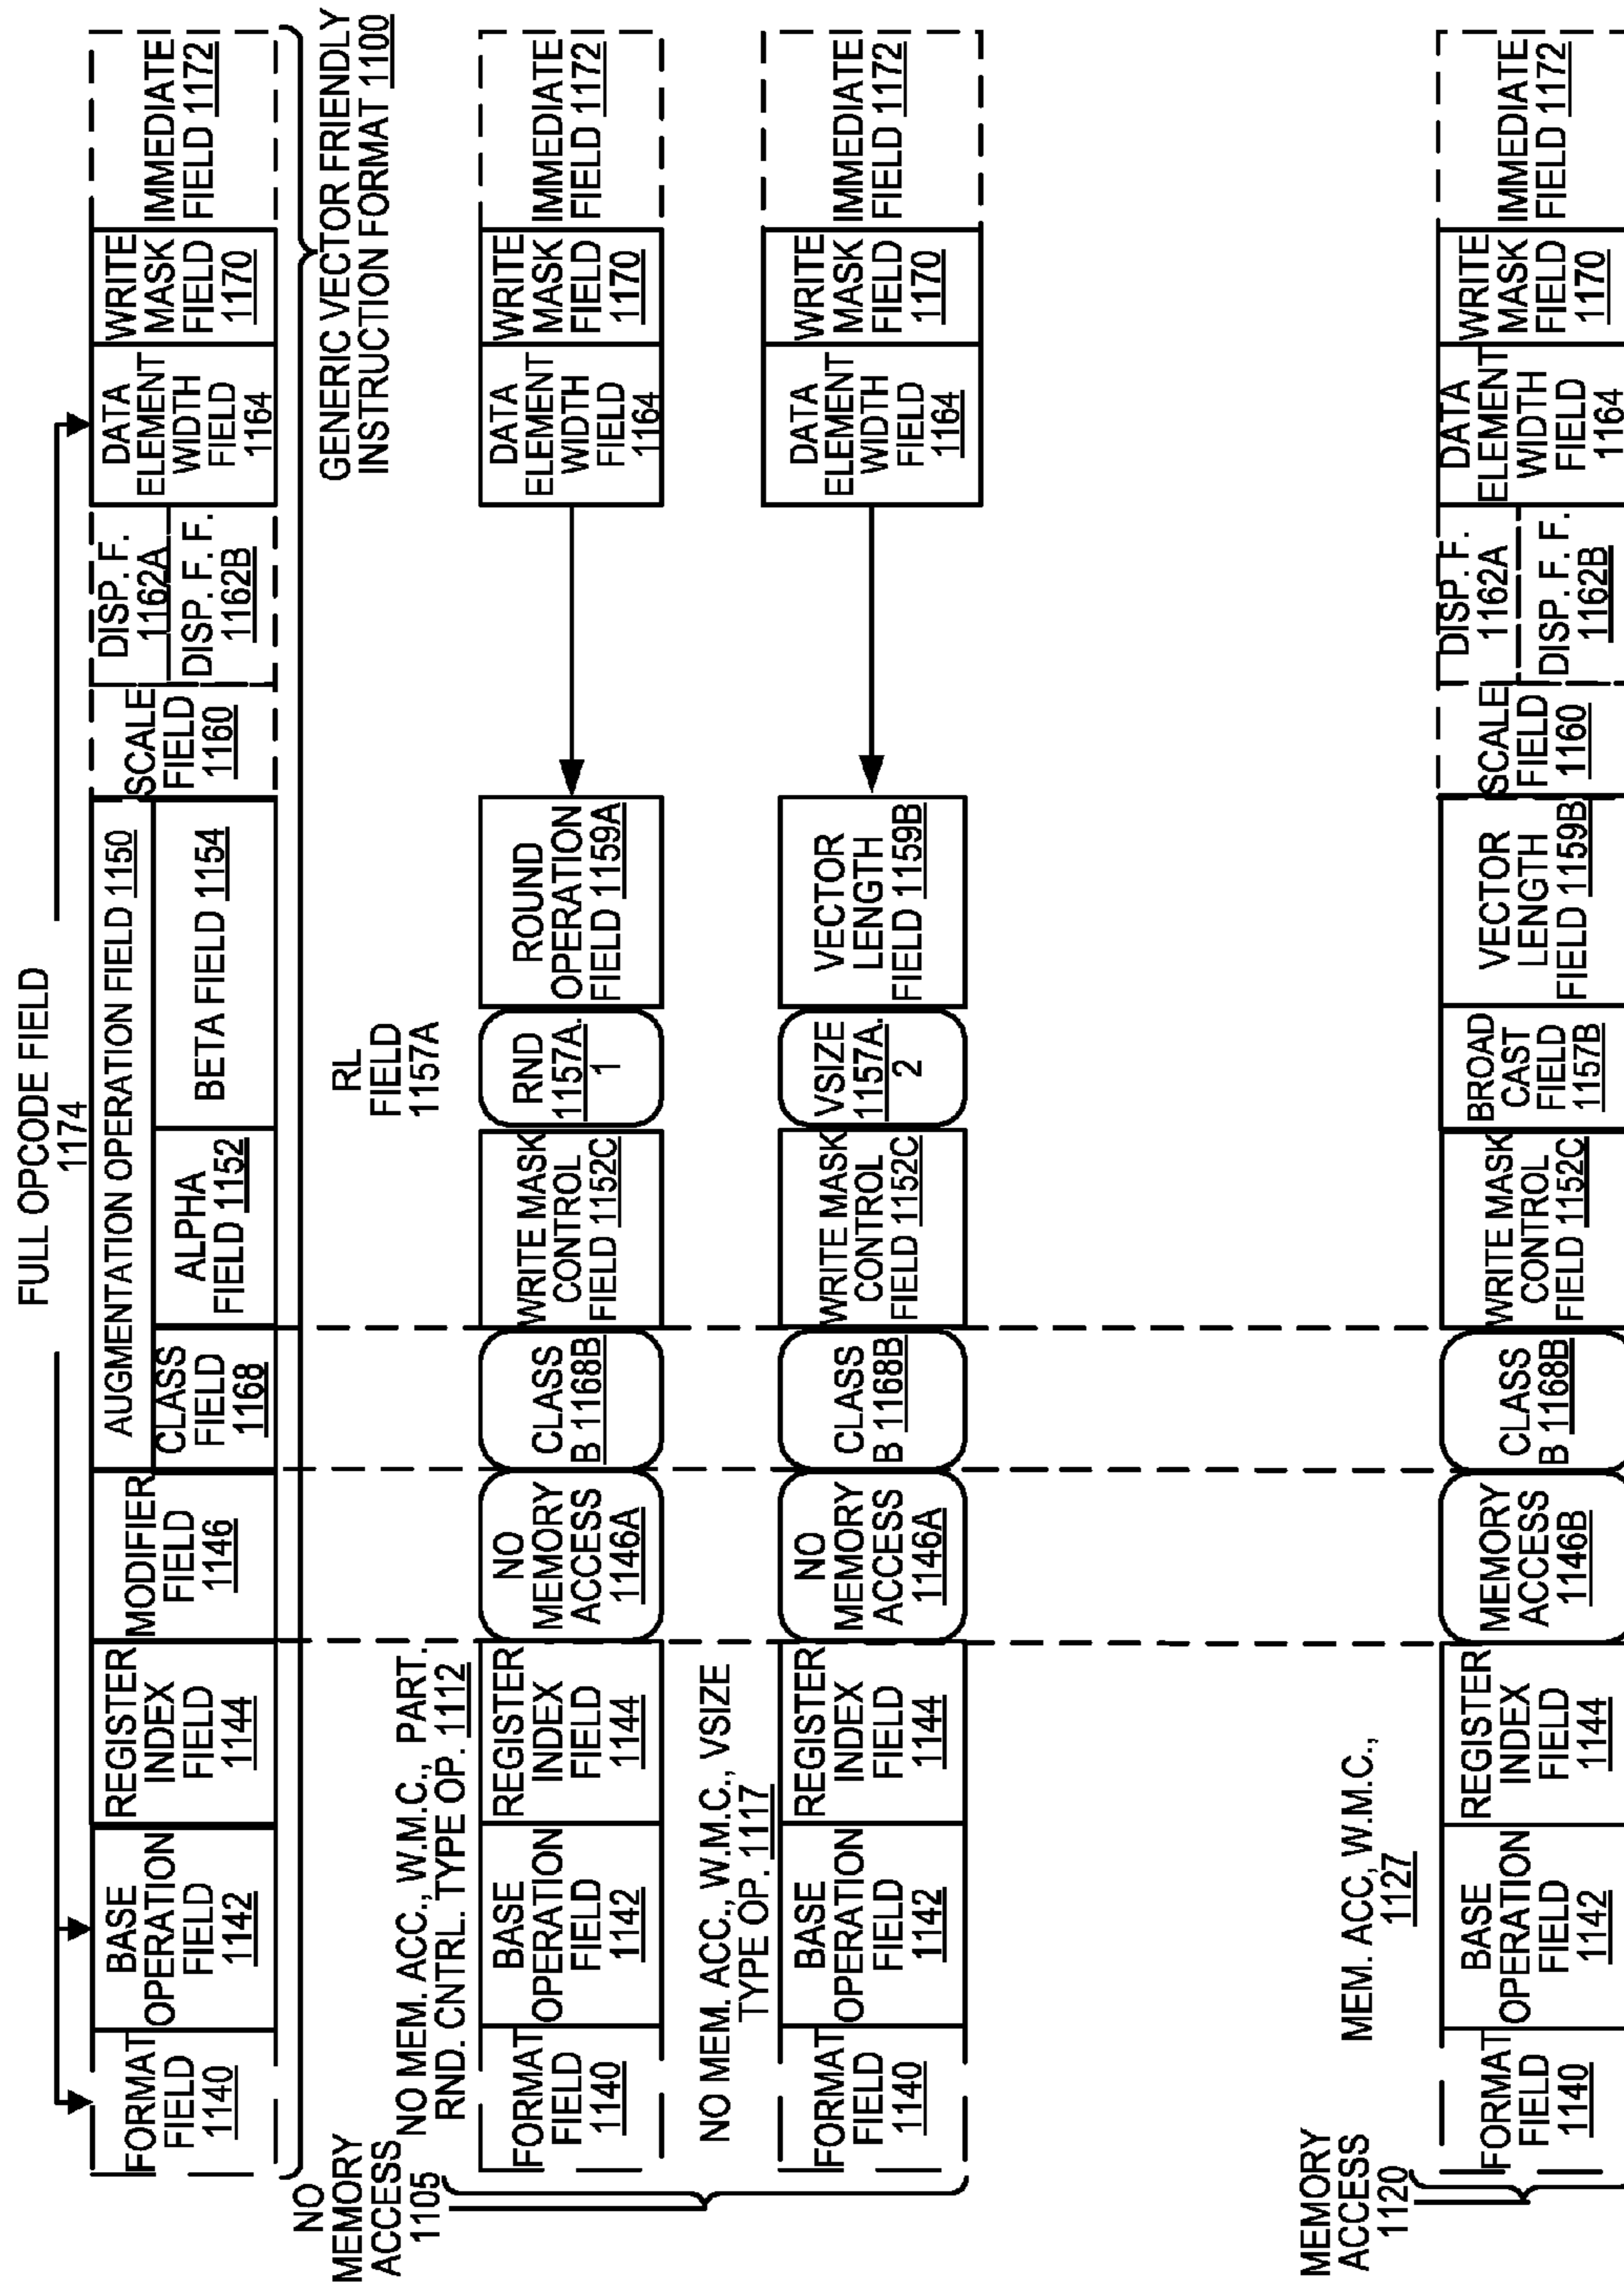 FULL OPCODE FIELD
1174
FORMAT
FIELD
1140
BASE
OPERATION
FIELD
1142
REGISTER
INDEX
FIELD
1144
MODIFIER
FIELD
1146
AUGMENTATION OPERATION FIELD 1150
CLASS
FIELD
1168
ALPHA
FIELD 1152
BETA FIELD 1154
SCALE
FIELD
1160
DISP. F.
1162A
DISP. F. F.
1162B
DATA
ELEMENT
WIDTH
FIELD
1164
WRITE
MASK
FIELD
1170
IMMEDIATE
FIELD 1172
GENERIC VECTOR FRIENDLY
INSTRUCTION FORMAT 1100
NO
MEMORY
ACCESS
1105
NO MEM. ACC., W.M.C., PART.
RND. CNTRL. TYPE OP. 1112
RL
FIELD
1157A
FORMAT
FIELD
1140
BASE
OPERATION
FIELD
1142
REGISTER
INDEX
FIELD
1144
NO
MEMORY
ACCESS
1146A
CLASS
B 1168B
WRITE MASK
CONTROL
FIELD 1152C
RND
1157A.
1
ROUND
OPERATION
FIELD 1159A
DATA
ELEMENT
WIDTH
FIELD
1164
WRITE
MASK
FIELD
1170
IMMEDIATE
FIELD 1172
NO MEM. ACC., W.M.C., VSIZE
TYPE OP. 1117
FORMAT
FIELD
1140
BASE
OPERATION
FIELD
1142
REGISTER
INDEX
FIELD
1144
NO
MEMORY
ACCESS
1146A
CLASS
B 1168B
WRITE MASK
CONTROL
FIELD 1152C
VSIZE
1157A.
2
VECTOR
LENGTH
FIELD 1159B
DATA
ELEMENT
WIDTH
FIELD
1164
WRITE
MASK
FIELD
1170
IMMEDIATE
FIELD 1172
MEMORY
ACCESS
1120
MEM. ACC, W.M.C.,
1127
FORMAT
FIELD
1140
BASE
OPERATION
FIELD
1142
REGISTER
INDEX
FIELD
1144
MEMORY
ACCESS
1146B
CLASS
B 1168B
WRITE MASK
CONTROL
FIELD 1152C
BROAD
CAST
FIELD
1157B
VECTOR
LENGTH
FIELD 1159B
SCALE
FIELD
1160
DISP. F.
1162A
DISP. F. F.
1162B
DATA
ELEMENT
WIDTH
FIELD
1164
WRITE
MASK
FIELD
1170
IMMEDIATE
FIELD 1172